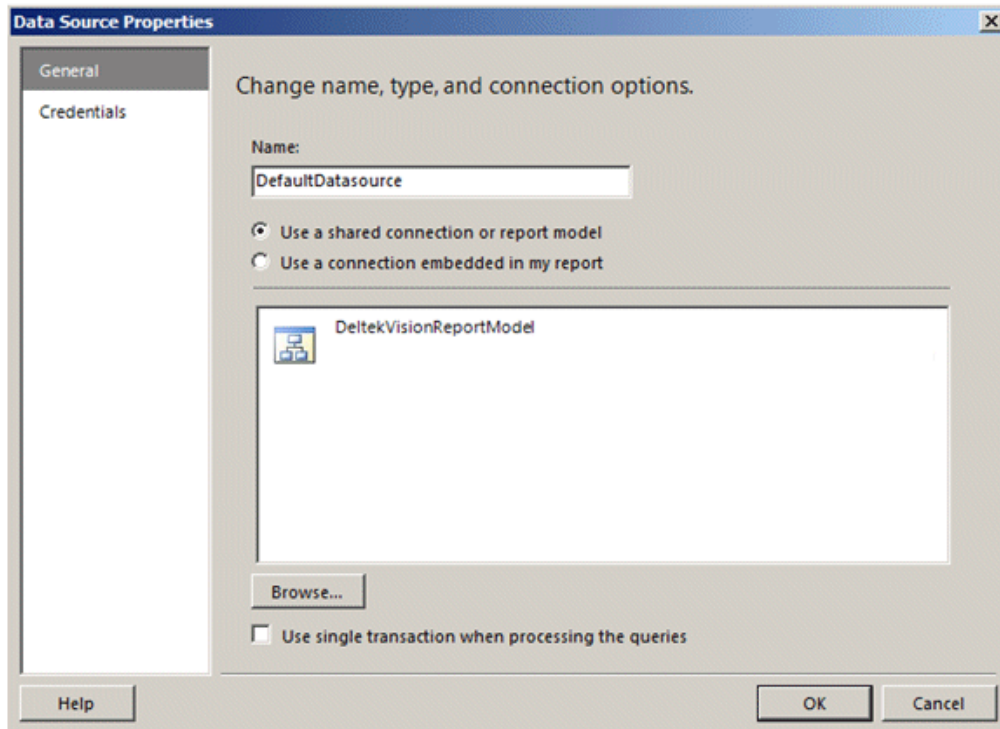 Data Source Properties
General
Credentials
Change name, type, and connection options.
Name:
DefaultDatasource
Use a shared connection or report model
Use a connection embedded in my report
DeltekVisionReportModel
Browse...
Use single transaction when processing the queries
Help
OK
Cancel